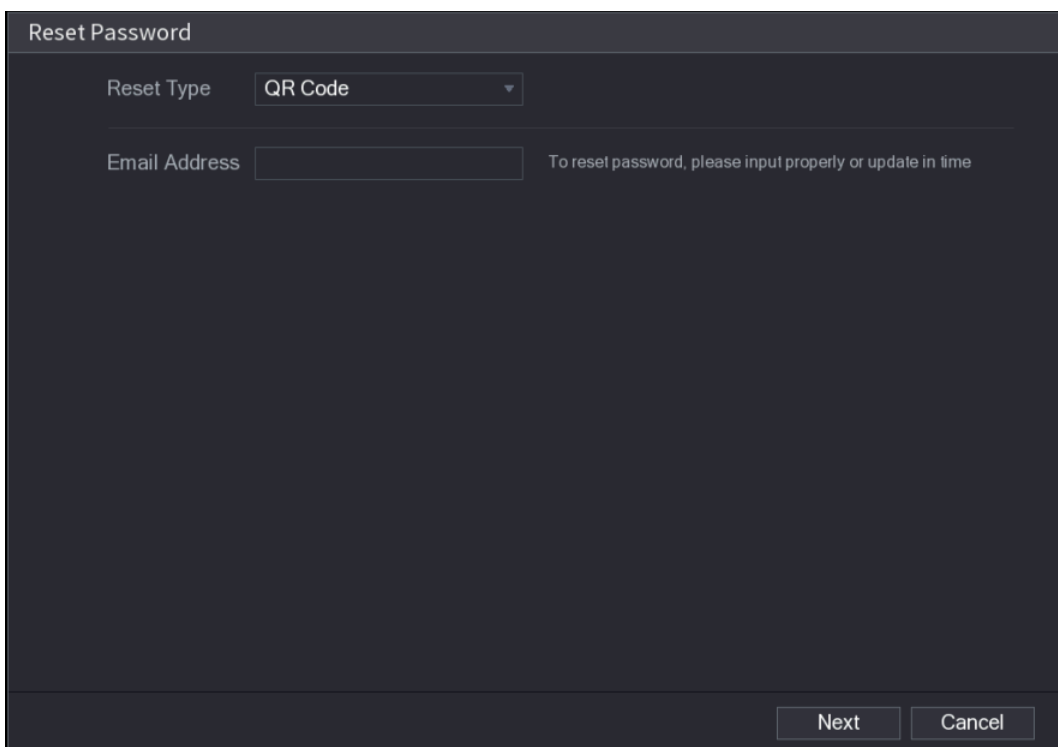 Reset Password
Reset Type QR Code
Email Address To reset password, please input properly or update in time
Next Cancel